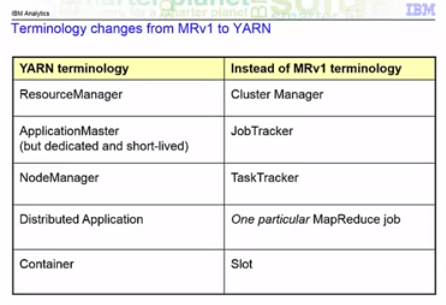 IBM Analytics
IBM
Terminology changes from MRv1 to YARN
YARN terminology
Instead of MRv1 terminology
ResourceManager
Cluster Manager
ApplicationMaster
(but dedicated and short-lived)
JobTracker
NodeManager
TaskTracker
Distributed Application
One particular MapReduce job
Container
Slot